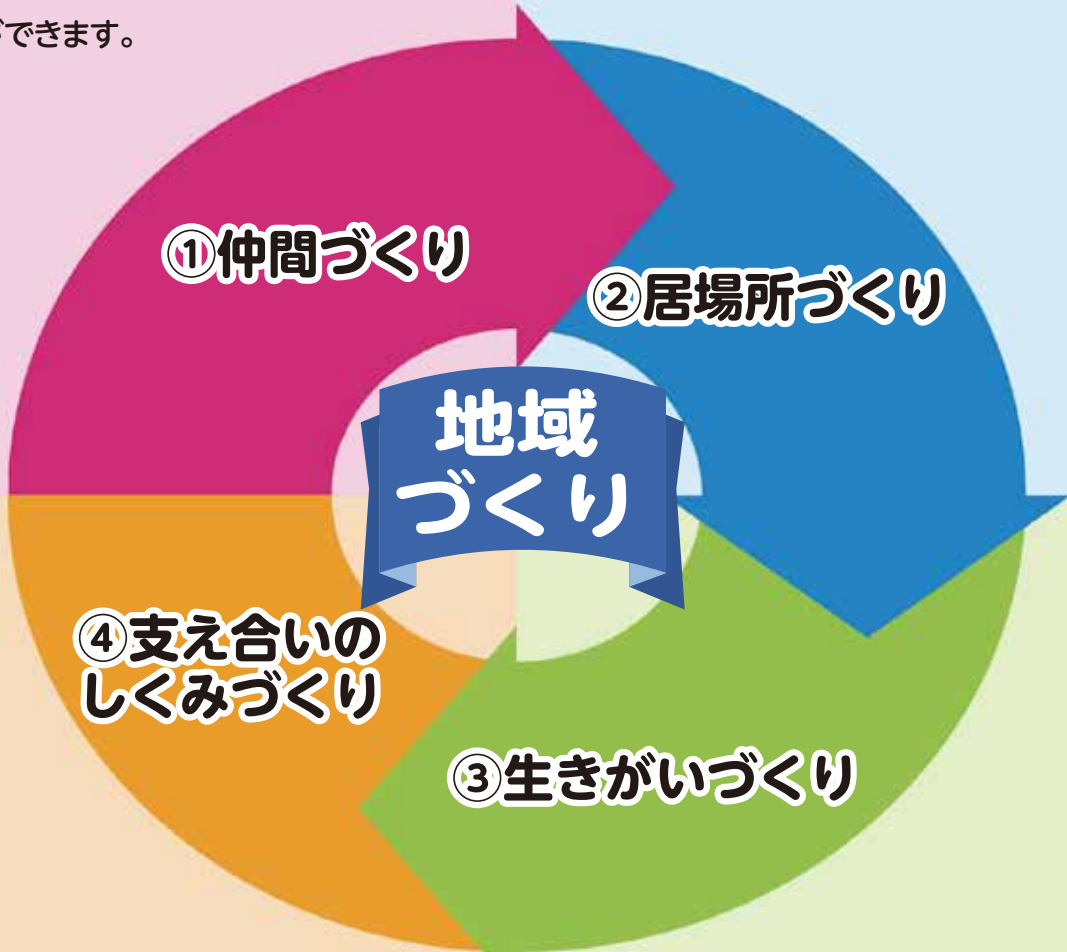 できます。
①仲間づくり
②居場所づくり
地域
づくり
④支え合いの
しくみづくり
③生きがいづくり